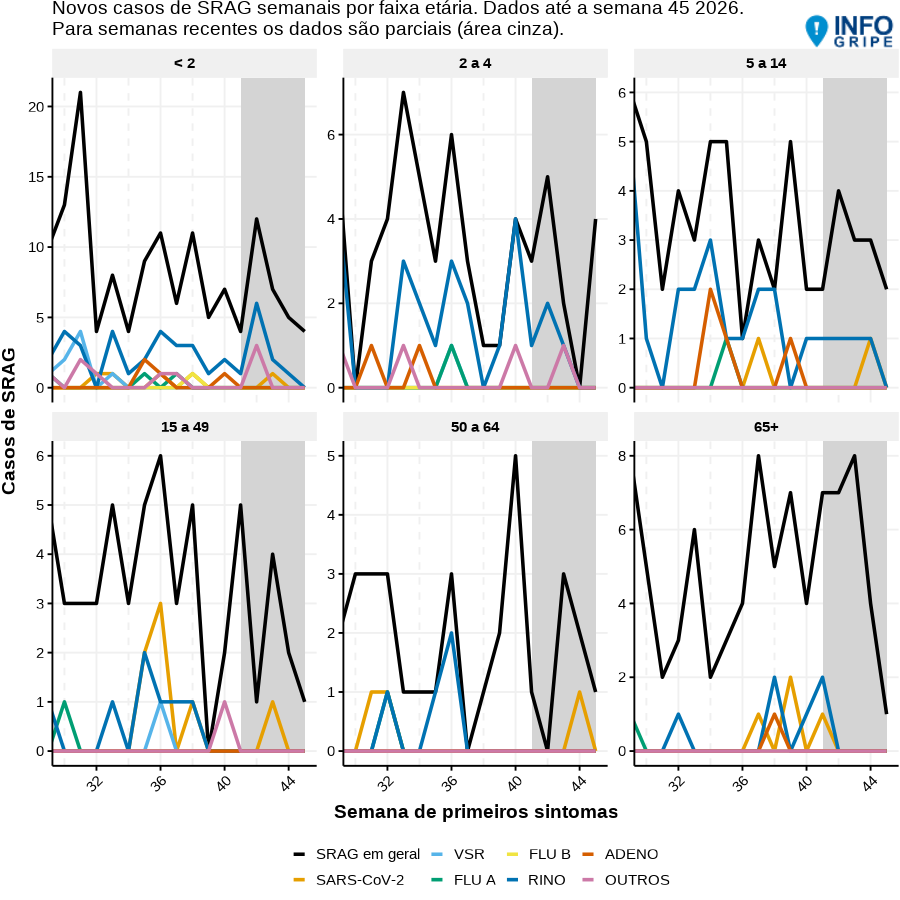 Novos casos de SRAG semanais por faixa etária. Dados até a semana 45 2026.
Para semanas recentes os dados são parciais (área cinza).
INFO
GRIPE
< 2
2 a 4
5 a 14
20
15
10
5
0
6
4
2
0
6
5
4
3
2
1
0
Casos de SRAG
15 a 49
50 a 64
65+
6
5
4
3
2
1
0
5
4
3
2
1
0
8
6
4
2
0
32 36 40 44
32 36 40 44
32 36 40 44
Semana de primeiros sintomas
SRAG em geral VSR FLU B ADENO
SARS-CoV-2 FLU A RINO OUTROS